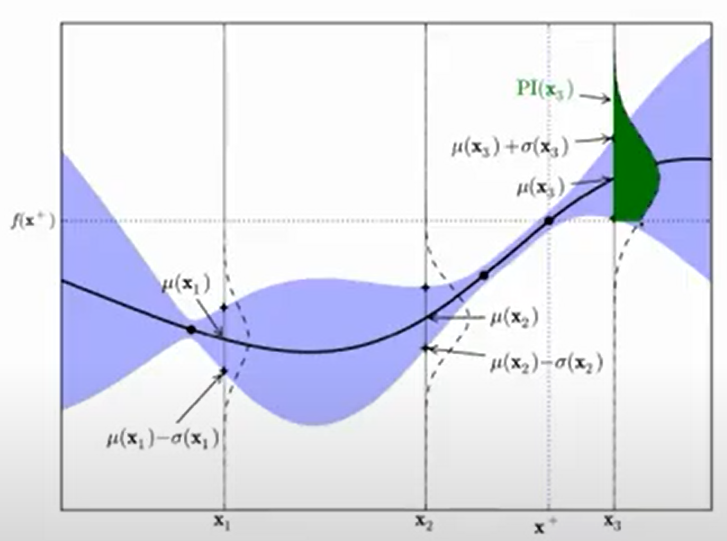 PI(x₃)
μ(x₃)+σ(x₃)
μ(x₃)
f(x⁺)
μ(x₁)
μ(x₂)
μ(x₂)−σ(x₂)
μ(x₁)−σ(x₁)
x₁ x₂ x⁺ x₃